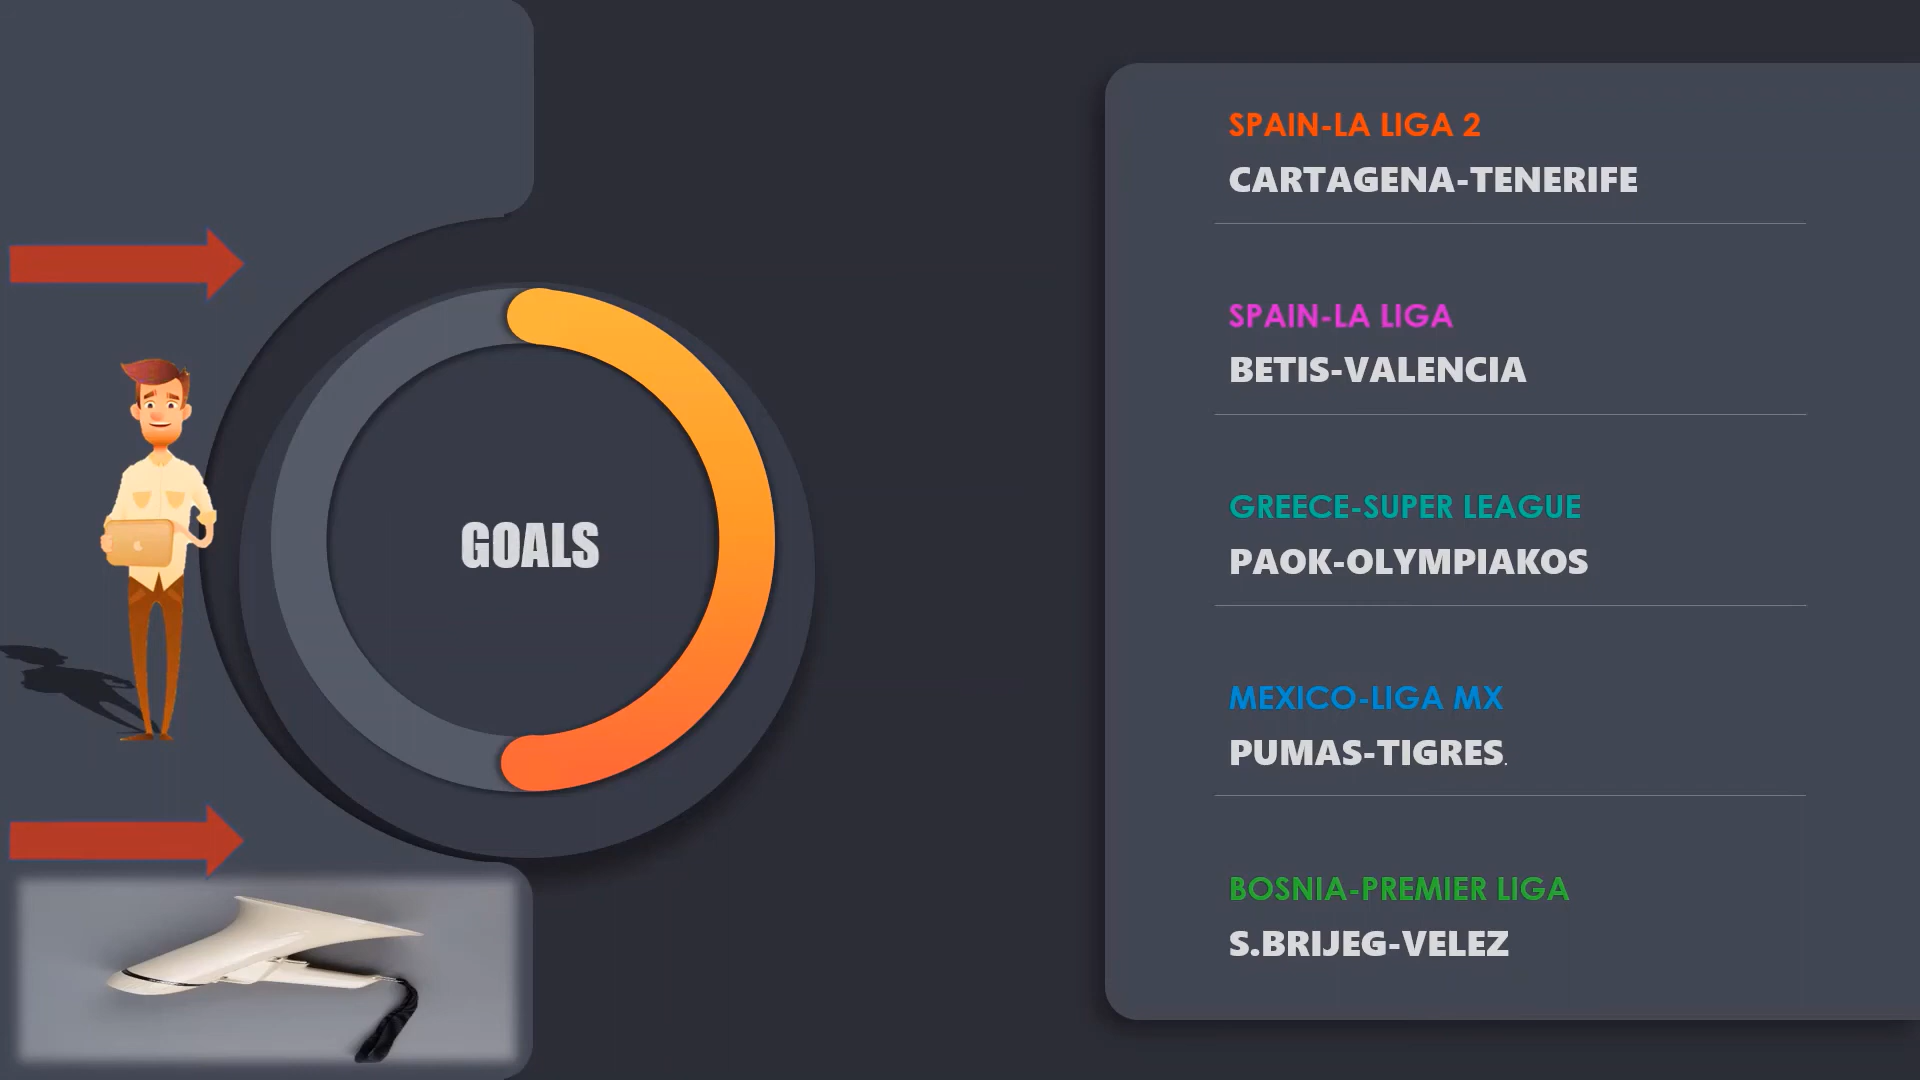 GOALS
SPAIN-LA LIGA 2
CARTAGENA-TENERIFE
SPAIN-LA LIGA
BETIS-VALENCIA
GREECE-SUPER LEAGUE
PAOK-OLYMPIAKOS
MEXICO-LIGA MX
PUMAS-TIGRES.
BOSNIA-PREMIER LIGA
S.BRIJEG-VELEZ